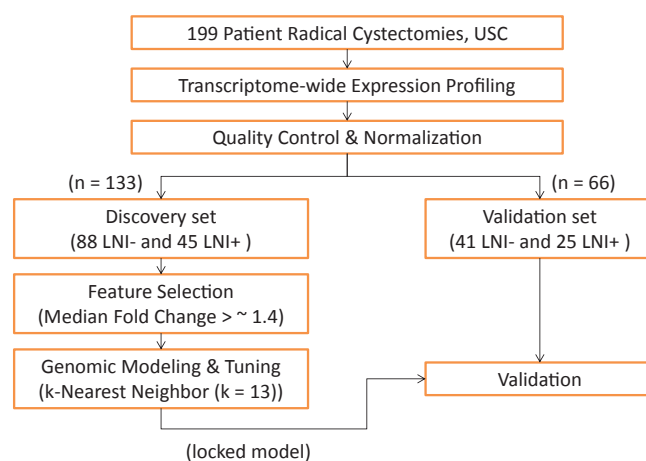 199 Patient Radical Cystectomies, USC
Transcriptome-wide Expression Profiling
Quality Control & Normalization
(n = 133)
(n = 66)
Discovery set
(88 LNI- and 45 LNI+ )
Validation set
(41 LNI- and 25 LNI+ )
Feature Selection
(Median Fold Change > ~ 1.4)
Genomic Modeling & Tuning
(k-Nearest Neighbor (k = 13))
Validation
(locked model)